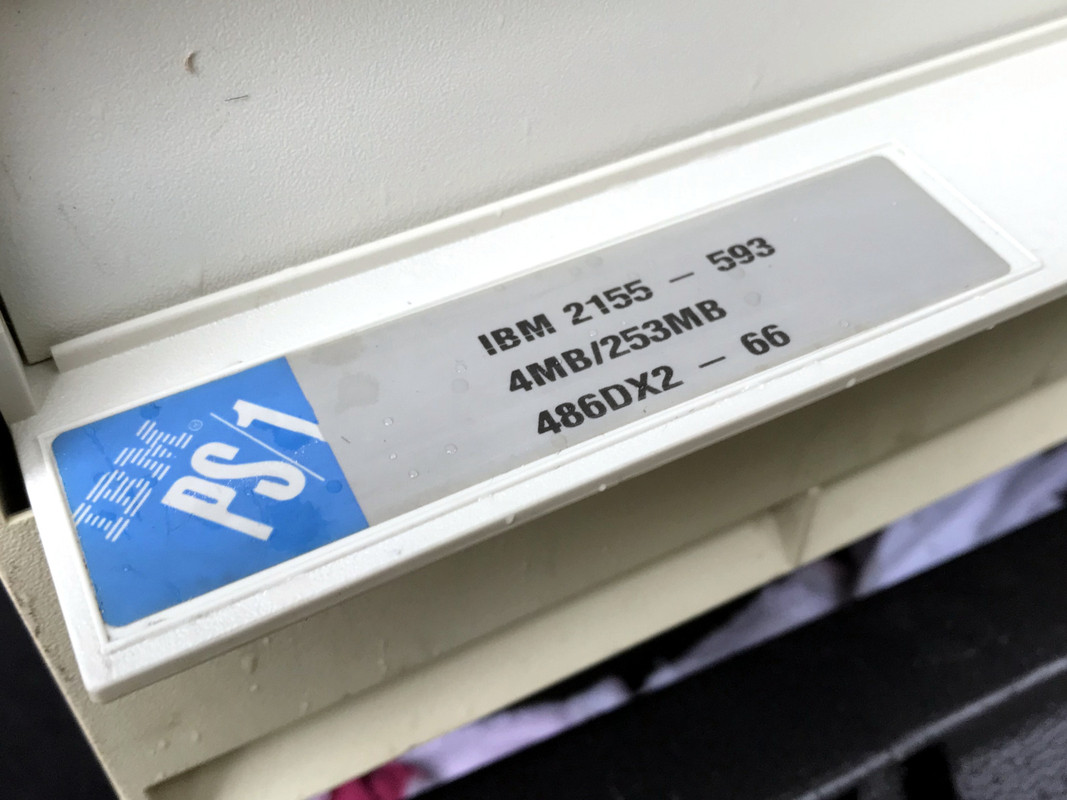 IBM®
PS/1
IBM 2155 – 593
4MB/253MB
486DX2 – 66